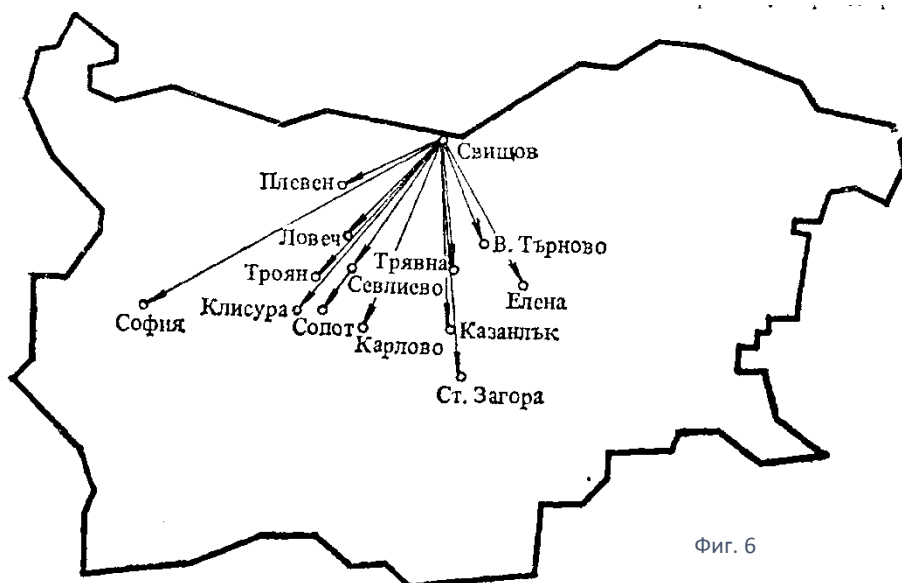 Свищов
Плевен
Ловеч
В. Търново
Троян
Трявна
Севлиево
Елена
София
Клисура
Сопот
Карлово
Казанлък
Ст. Загора
Фиг. 6